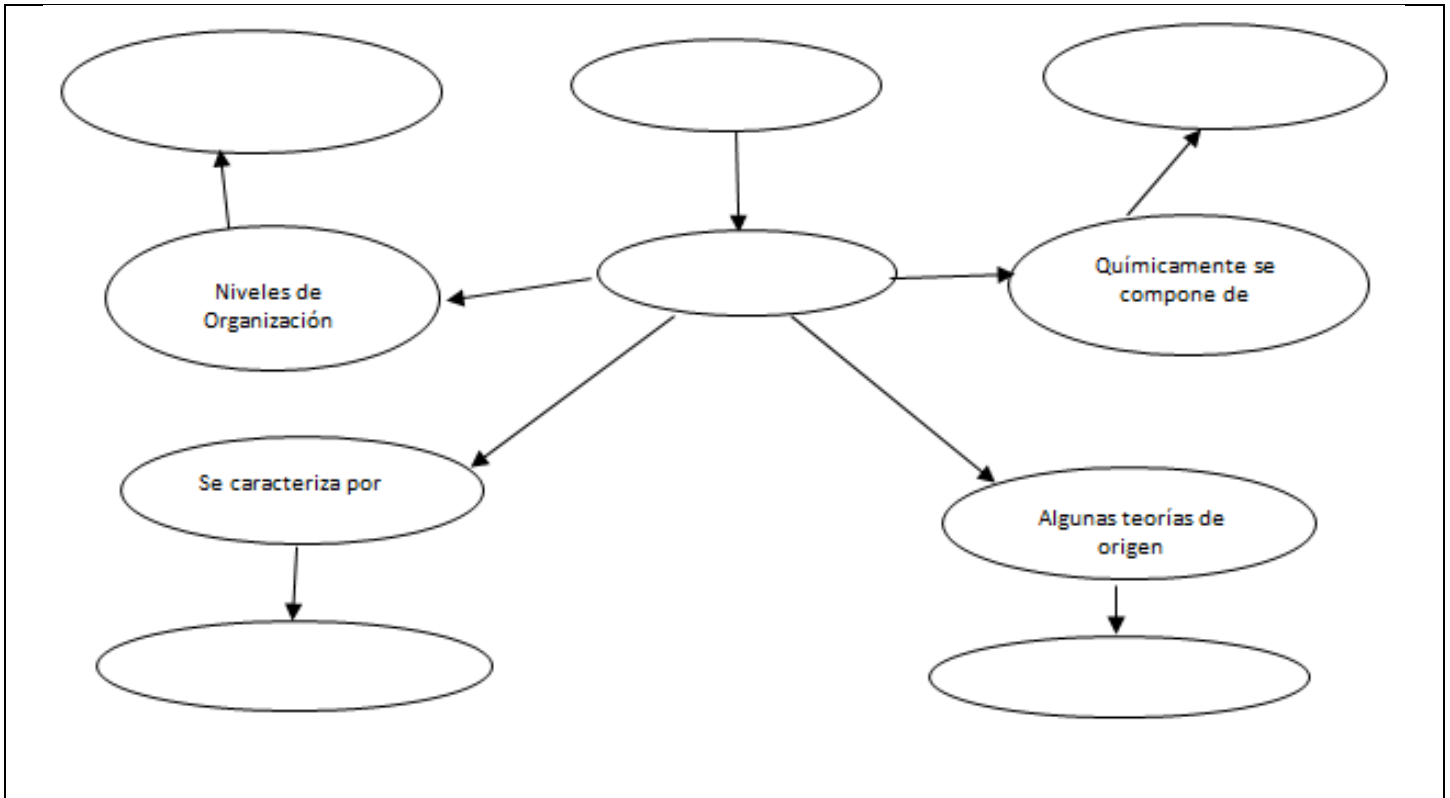 Químicamente se
compone de
Niveles de
Organización
Se caracteriza por
Algunas teorías de
origen